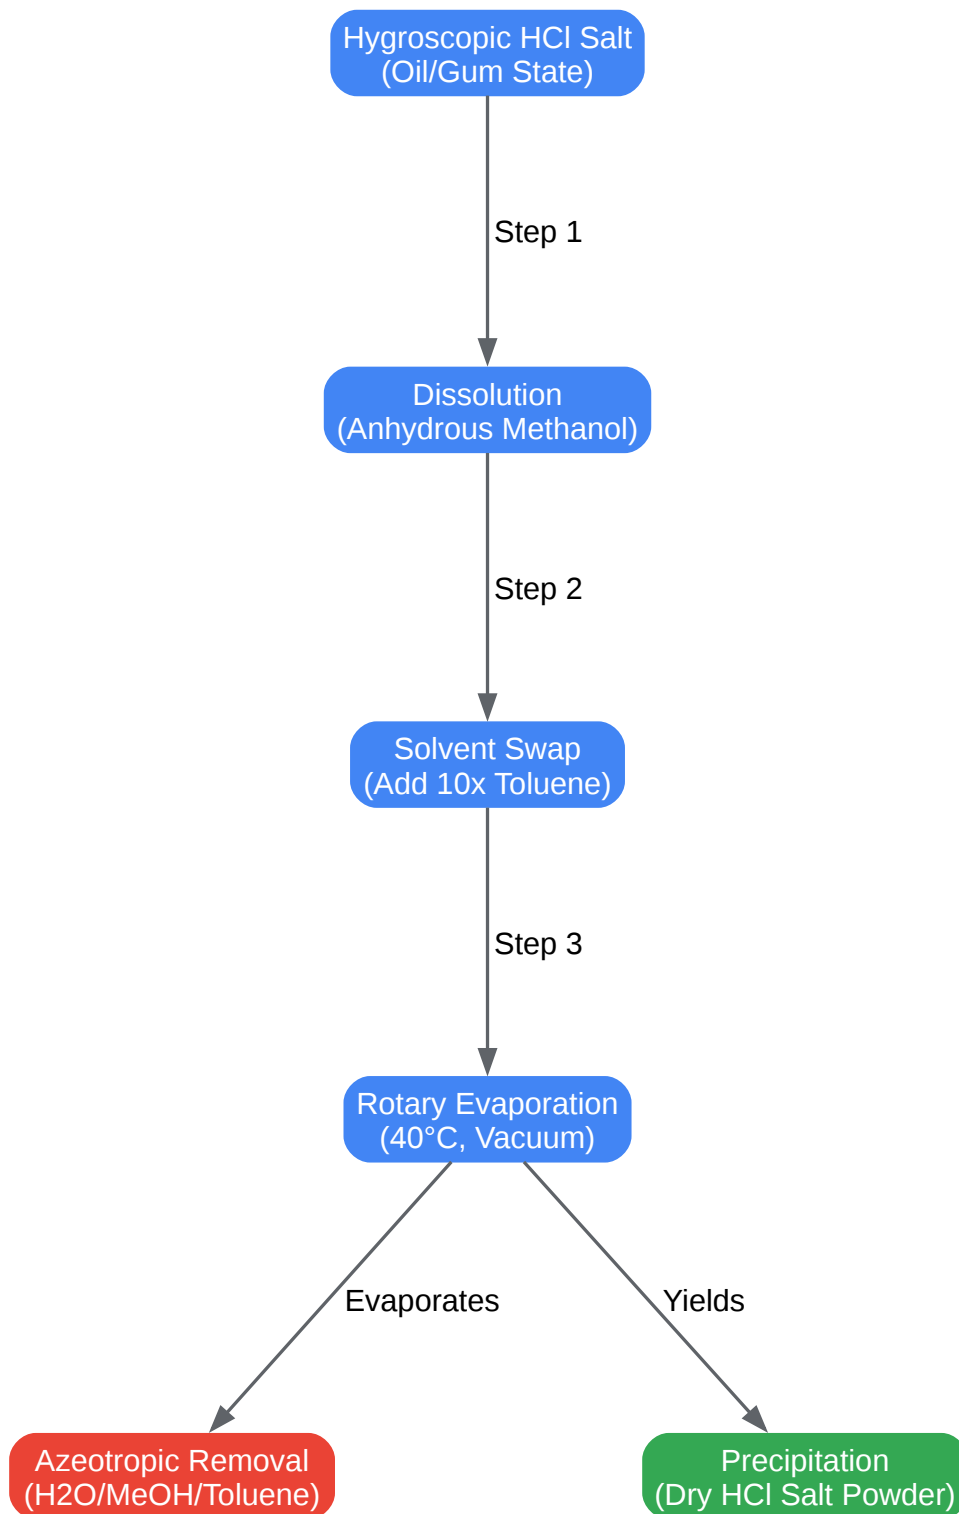 Hygroscopic HCl Salt
(Oil/Gum State)
Step 1
Dissolution
(Anhydrous Methanol)
Step 2
Solvent Swap
(Add 10x Toluene)
Step 3
Rotary Evaporation
(40°C, Vacuum)
Evaporates
Yields
Azeotropic Removal
(H2O/MeOH/Toluene)
Precipitation
(Dry HCl Salt Powder)